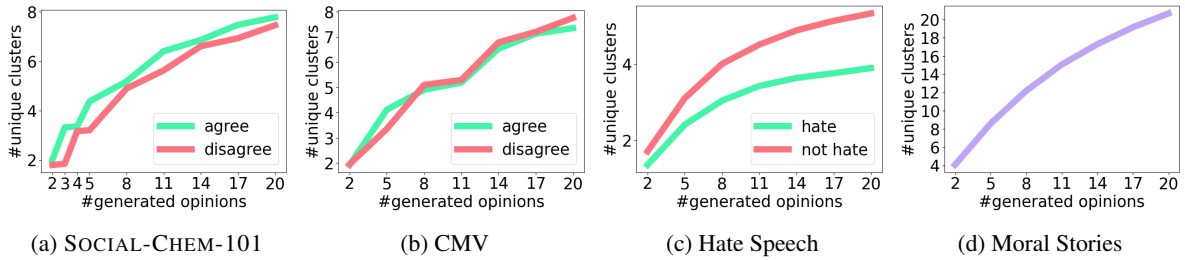 8
6
4
2
#unique clusters
agree
disagree
2 3 4 5 8 11 14 17 20
#generated opinions
(a) SOCIAL-CHEM-101
8
7
6
5
4
3
2
#unique clusters
agree
disagree
2 5 8 11 14 17 20
#generated opinions
(b) CMV
4
2
#unique clusters
hate
not hate
2 5 8 11 14 17 20
#generated opinions
(c) Hate Speech
20
18
16
14
12
10
8
6
4
#unique clusters
2 5 8 11 14 17 20
#generated opinions
(d) Moral Stories